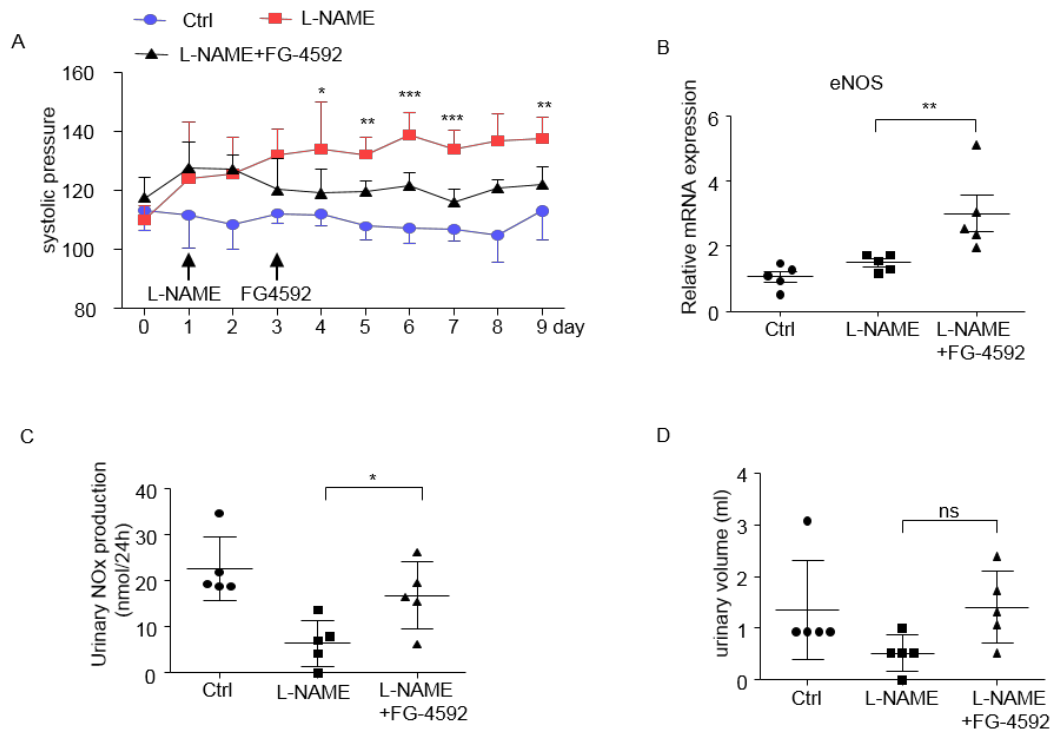 A
Ctrl
L-NAME
L-NAME+FG-4592
systolic pressure
160
140
120
100
80
*
**
***
***
**
L-NAME
FG4592
0 1 2 3 4 5 6 7 8 9 day
B
eNOS
**
Relative mRNA expression
6
4
2
0
Ctrl
L-NAME
L-NAME
+FG-4592
C
Urinary NOx production
(nmol/24h)
40
30
20
10
0
*
Ctrl
L-NAME
L-NAME
+FG-4592
D
urinary volume (ml)
4
3
2
1
0
ns
Ctrl
L-NAME
L-NAME
+FG-4592